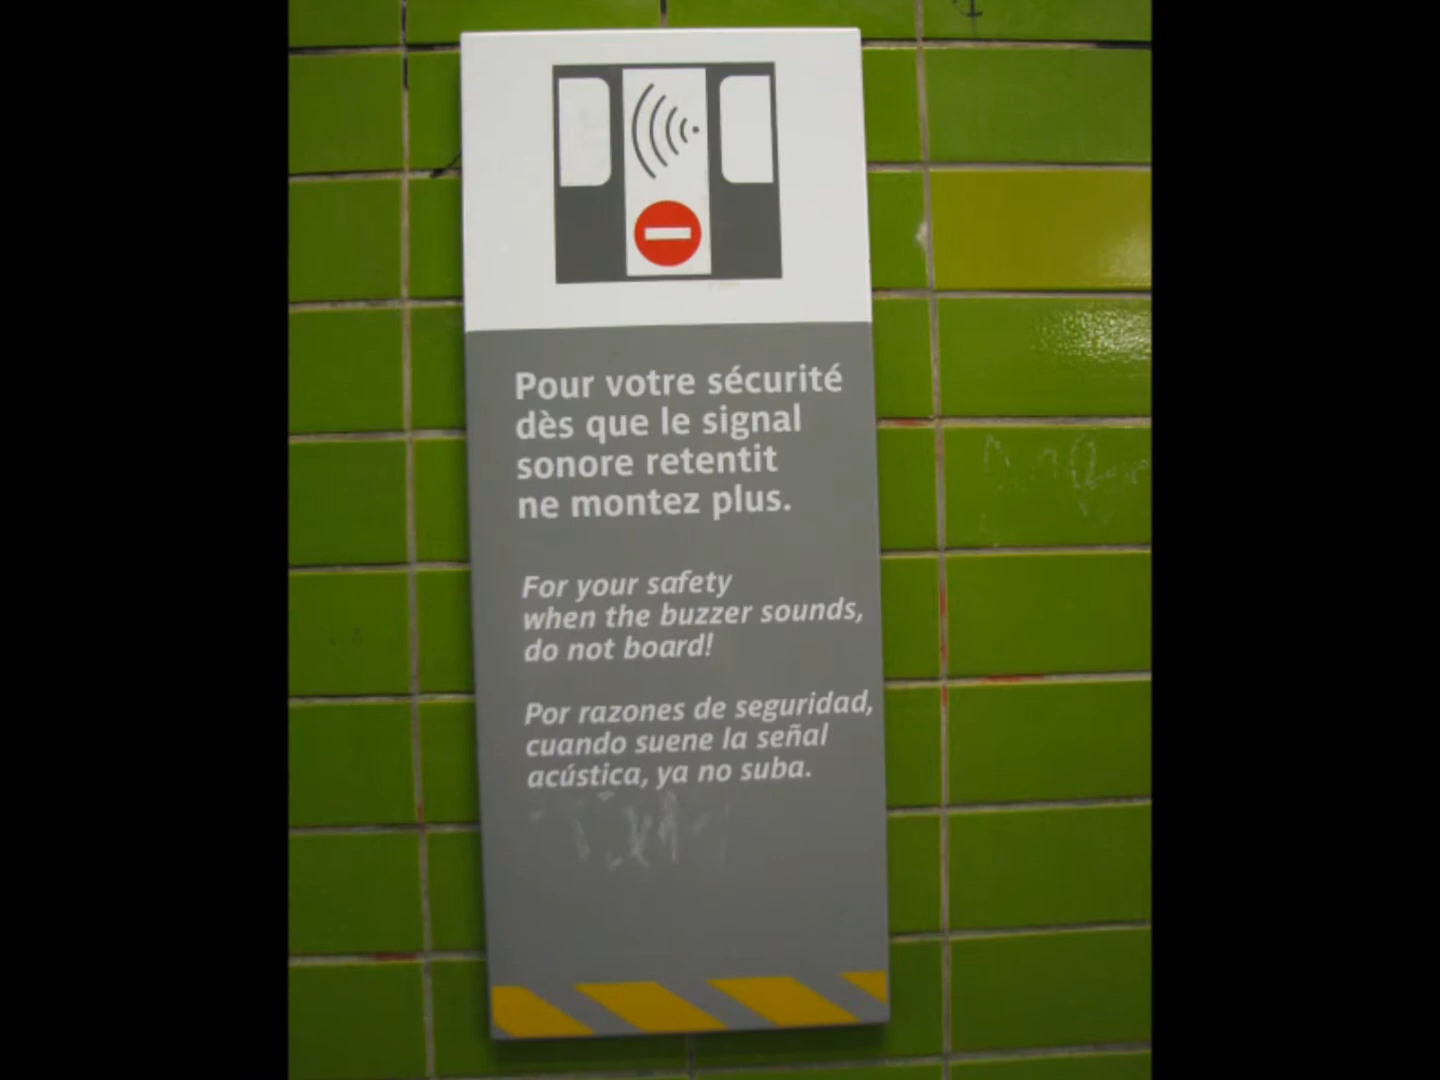 Pour votre sécurité
dès que le signal
sonore retentit
ne montez plus.
For your safety
when the buzzer sounds,
do not board!
Por razones de seguridad,
cuando suene la señal
acústica, ya no suba.